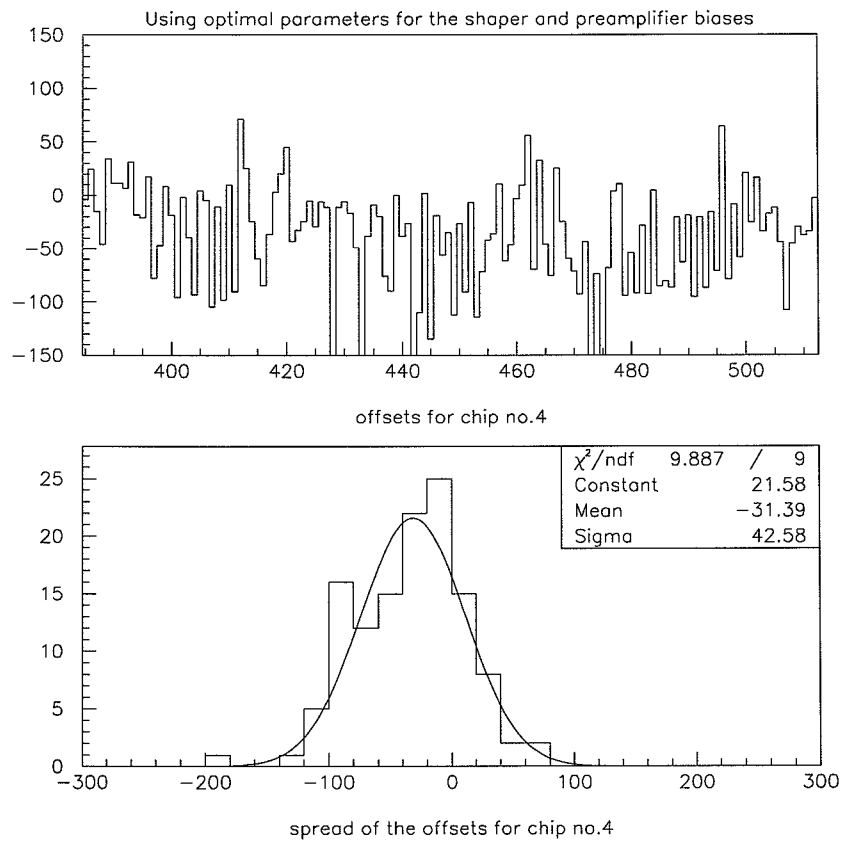 Using optimal parameters for the shaper and preamplifier biases
150
100
50
0
−50
−100
−150
400 420 440 460 480 500
offsets for chip no.4
χ²/ndf 9.887 / 9
Constant 21.58
Mean −31.39
Sigma 42.58
25
20
15
10
5
0
−300 −200 −100 0 100 200 300
spread of the offsets for chip no.4